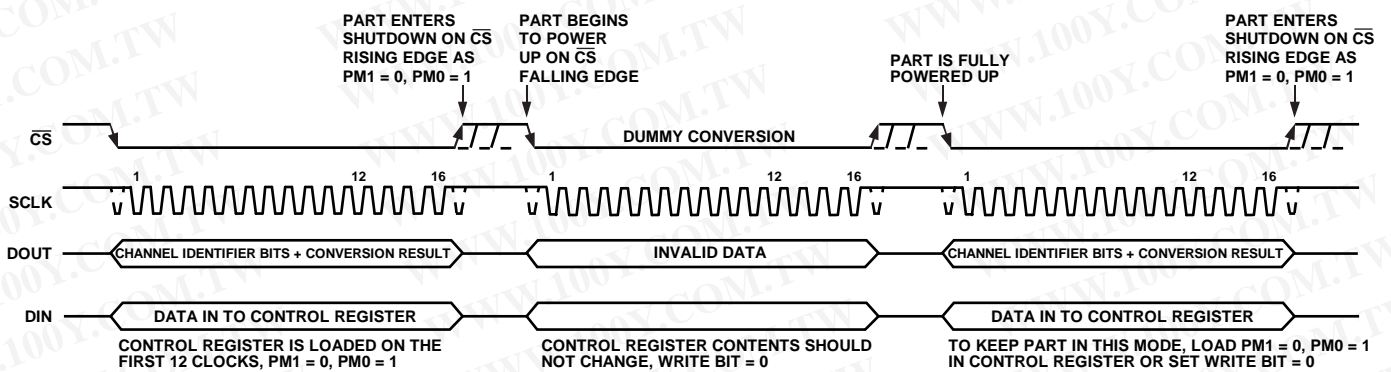 PART ENTERS
SHUTDOWN ON CS
RISING EDGE AS
PM1 = 0, PM0 = 1
PART BEGINS
TO POWER
UP ON CS
FALLING EDGE
PART IS FULLY
POWERED UP
PART ENTERS
SHUTDOWN ON CS
RISING EDGE AS
PM1 = 0, PM0 = 1
CS
DUMMY CONVERSION
SCLK
1 12 16 1 12 16 1 12 16
DOUT
CHANNEL IDENTIFIER BITS + CONVERSION RESULT
INVALID DATA
CHANNEL IDENTIFIER BITS + CONVERSION RESULT
DIN
DATA IN TO CONTROL REGISTER
DATA IN TO CONTROL REGISTER
CONTROL REGISTER IS LOADED ON THE
FIRST 12 CLOCKS, PM1 = 0, PM0 = 1
CONTROL REGISTER CONTENTS SHOULD
NOT CHANGE, WRITE BIT = 0
TO KEEP PART IN THIS MODE, LOAD PM1 = 0, PM0 = 1
IN CONTROL REGISTER OR SET WRITE BIT = 0
WWW.100Y.COM.TW